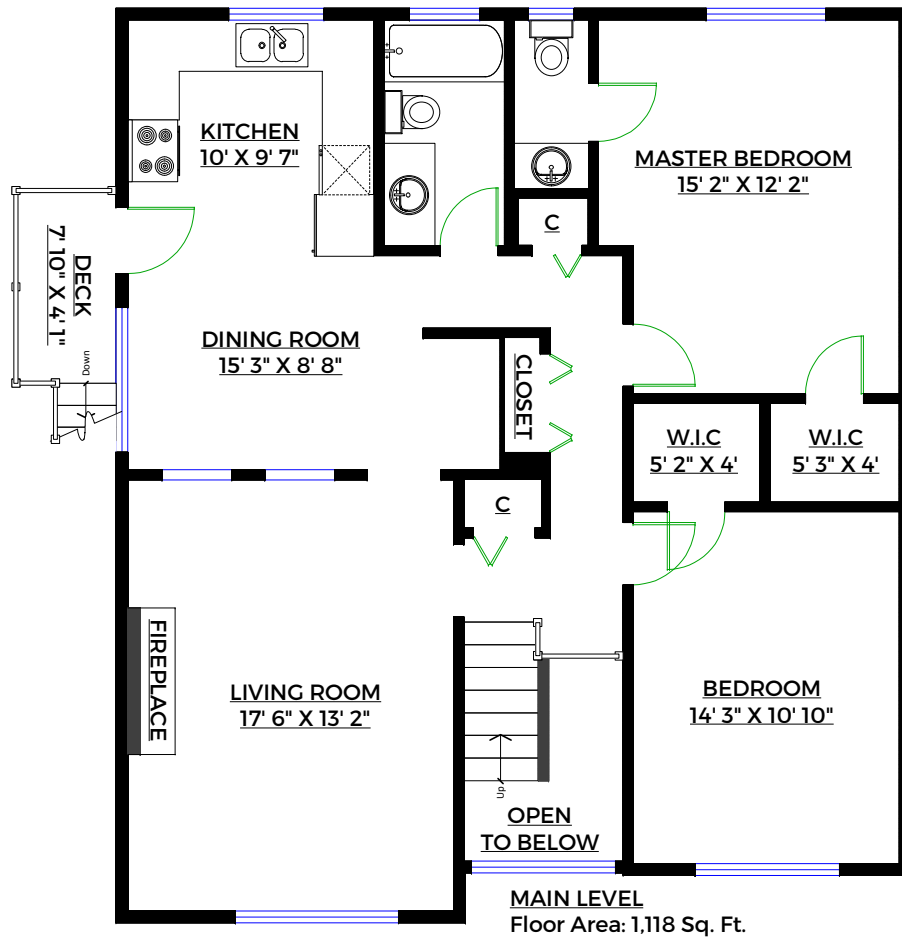 KITCHEN
10' X 9' 7"
MASTER BEDROOM
15' 2" X 12' 2"
C
DECK
7' 10" X 4' 1"
Down
DINING ROOM
15' 3" X 8' 8"
CLOSET
W.I.C
5' 2" X 4'
W.I.C
5' 3" X 4'
C
FIREPLACE
LIVING ROOM
17' 6" X 13' 2"
BEDROOM
14' 3" X 10' 10"
Up
OPEN
TO BELOW
MAIN LEVEL
Floor Area: 1,118 Sq. Ft.